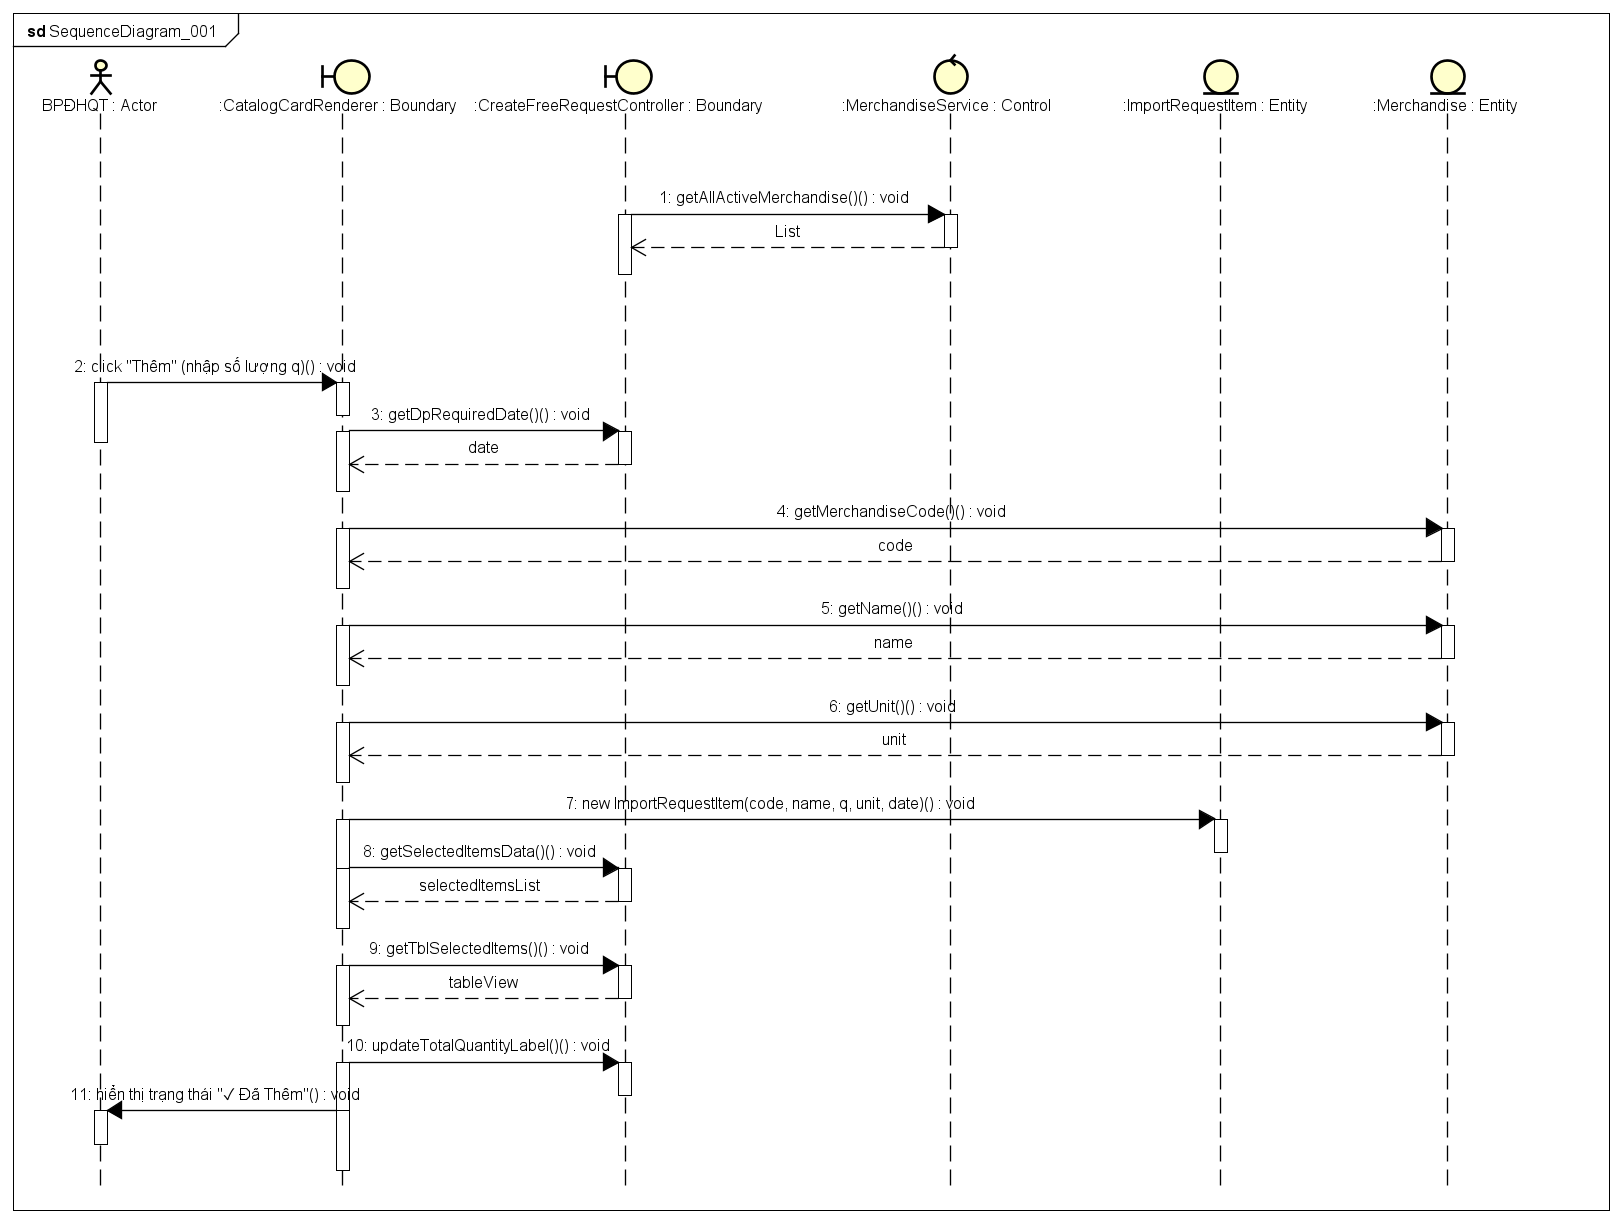 sd SequenceDiagram_001
BPĐHQT : Actor
:CatalogCardRenderer : Boundary
:CreateFreeRequestController : Boundary
:MerchandiseService : Control
:ImportRequestItem : Entity
:Merchandise : Entity
1: getAllActiveMerchandise()() : void
List
2: click "Thêm" (nhập số lượng q)() : void
3: getDpRequiredDate()() : void
date
4: getMerchandiseCode()() : void
code
5: getName()() : void
name
6: getUnit()() : void
unit
7: new ImportRequestItem(code, name, q, unit, date)() : void
8: getSelectedItemsData()() : void
selectedItemsList
9: getTblSelectedItems()() : void
tableView
10: updateTotalQuantityLabel()() : void
11: hiển thị trạng thái "✓ Đã Thêm"() : void